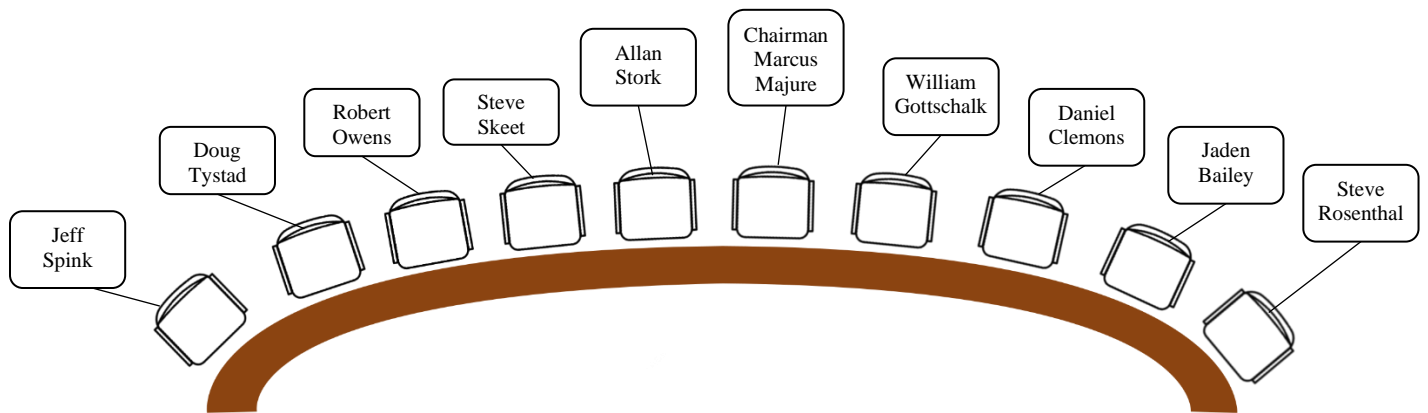 Jeff
Spink
Doug
Tystad
Robert
Owens
Steve
Skeet
Allan
Stork
Chairman
Marcus
Majure
William
Gottschalk
Daniel
Clemons
Jaden
Bailey
Steve
Rosenthal